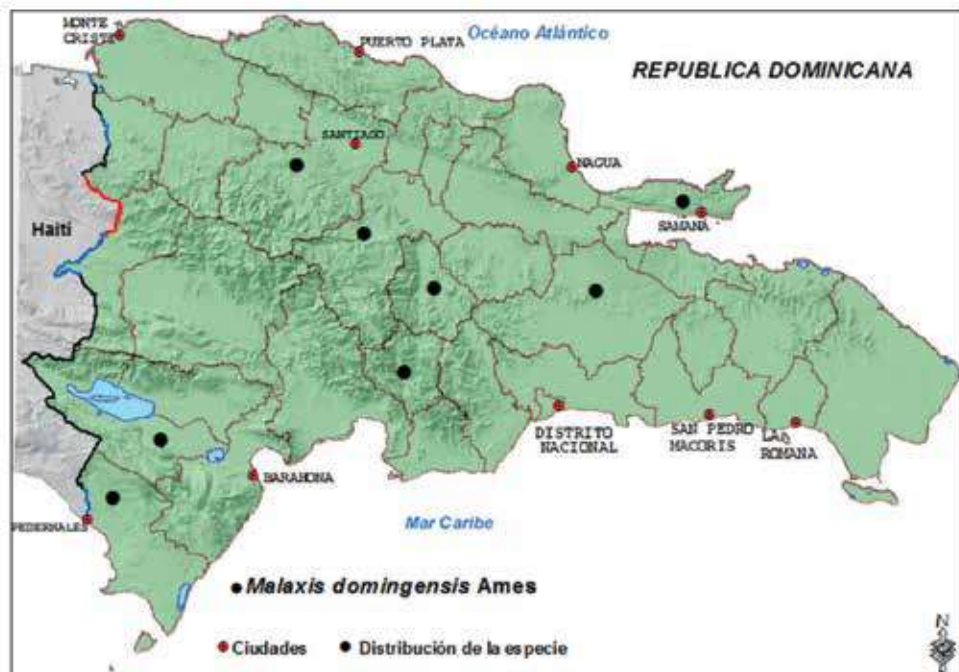 MONTE
CRISTI
PUERTO PLATA
Océano Atlántico
REPUBLICA DOMINICANA
SANTIAGO
NAGUA
SAMANA
Haití
DISTRITO
NACIONAL
SAN PEDRO
MACORIS
LA
ROMANA
BARAHONA
PEDERNALES
Mar Caribe
Malaxis domingensis Ames
Ciudades
Distribución de la especie
N